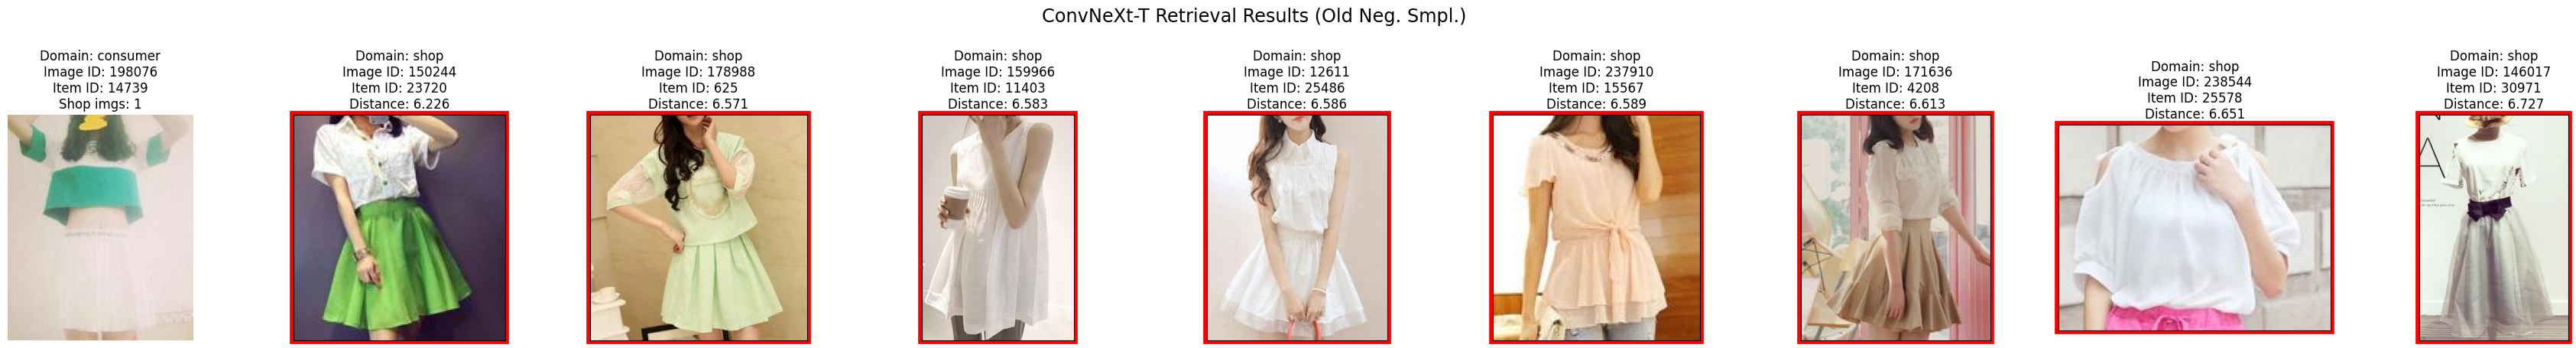 ConvNeXt-T Retrieval Results (Old Neg. Smpl.)
Domain: consumer
Image ID: 198076
Item ID: 14739
Shop imgs: 1
Domain: shop
Image ID: 150244
Item ID: 23720
Distance: 6.226
Domain: shop
Image ID: 178988
Item ID: 625
Distance: 6.571
Domain: shop
Image ID: 159966
Item ID: 11403
Distance: 6.583
Domain: shop
Image ID: 12611
Item ID: 25486
Distance: 6.586
Domain: shop
Image ID: 237910
Item ID: 15567
Distance: 6.589
Domain: shop
Image ID: 171636
Item ID: 4208
Distance: 6.613
Domain: shop
Image ID: 238544
Item ID: 25578
Distance: 6.651
Domain: shop
Image ID: 146017
Item ID: 30971
Distance: 6.727
A